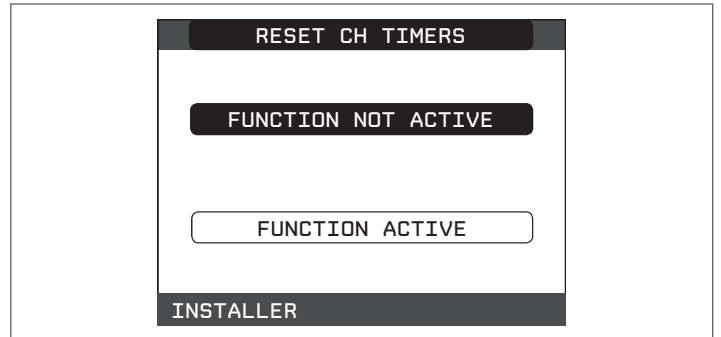 RESET CH TIMERS
FUNCTION NOT ACTIVE
FUNCTION ACTIVE
INSTALLER